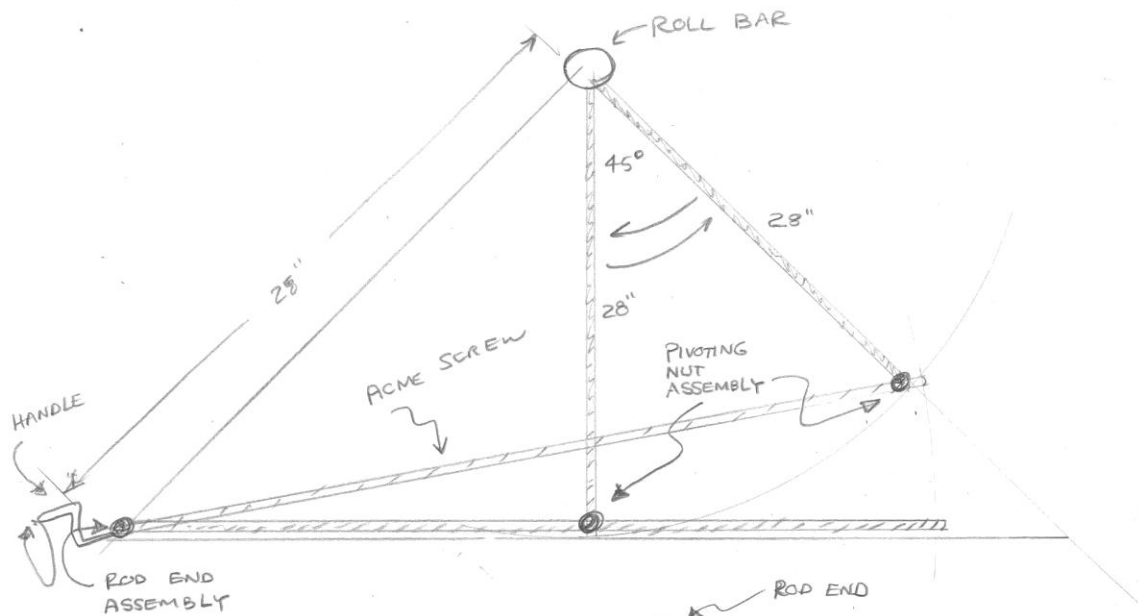 ROLL BAR
45°
28"
28"
28"
ACME SCREW
PIVOTING
NUT
ASSEMBLY
HANDLE
ROD END
ASSEMBLY
ROD END